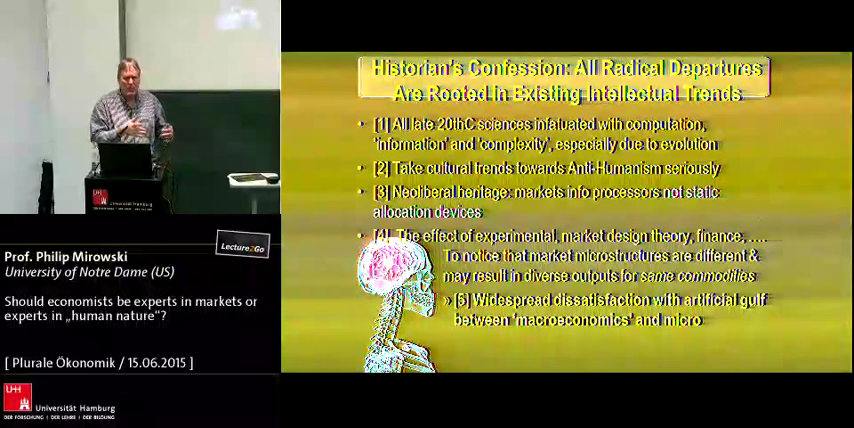 Lecture2Go
UHH
Universität Hamburg
Prof. Philip Mirowski
University of Notre Dame (US)
Should economists be experts in markets or
experts in „human nature“?
[ Plurale Ökonomik / 15.06.2015 ]
UHH
Universität Hamburg
DER FORSCHUNG | DER LEHRE | DER BILDUNG
Historian's Confession: All Radical Departures
Are Rooted in Existing Intellectual Trends
• [1] All late 20thC sciences infatuated with computation,
'information' and 'complexity', especially due to evolution
• [2] Take cultural trends towards Anti-Humanism seriously
• [3] Neoliberal heritage: markets info processors not static
allocation devices
• [4] The effect of experimental, market design theory, finance, ....
To notice that market microstructures are different &
may result in diverse outputs for same commodities
» [5] Widespread dissatisfaction with artificial gulf
between 'macroeconomics' and micro